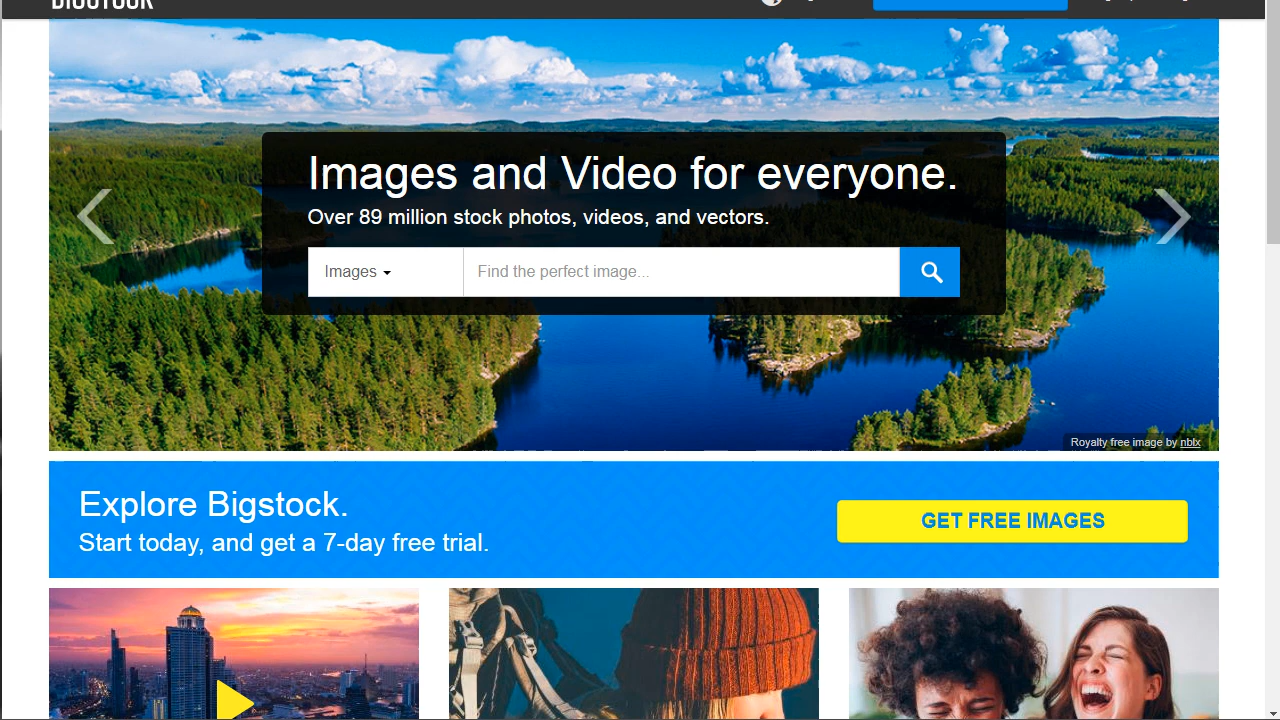 BIGSTOCK
Images and Video for everyone.
Over 89 million stock photos, videos, and vectors.
Images
Find the perfect image...
Royalty free image by nblx
Explore Bigstock.
Start today, and get a 7-day free trial.
GET FREE IMAGES